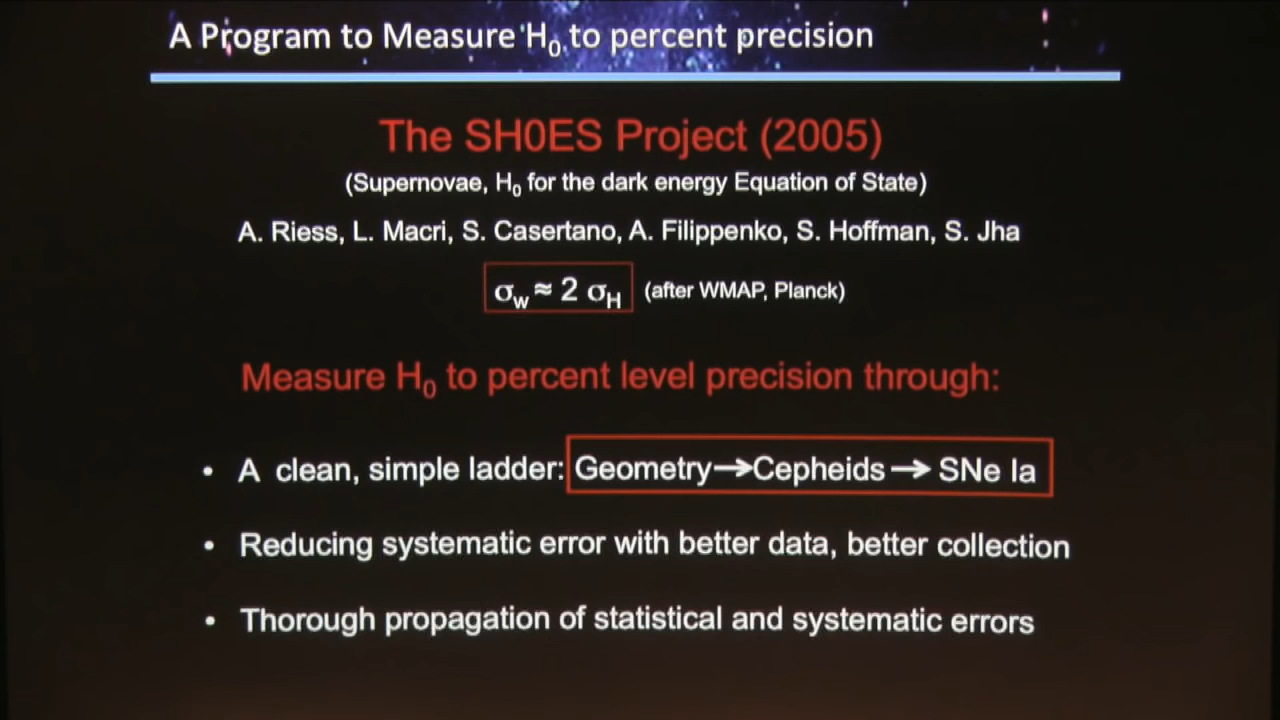 A Program to Measure H₀ to percent precision
The SH0ES Project (2005)
(Supernovae, H₀ for the dark energy Equation of State)
A. Riess, L. Macri, S. Casertano, A. Filippenko, S. Hoffman, S. Jha
σw ≈ 2 σH (after WMAP, Planck)
Measure H₀ to percent level precision through:
• A clean, simple ladder: Geometry→Cepheids → SNe Ia
• Reducing systematic error with better data, better collection
• Thorough propagation of statistical and systematic errors